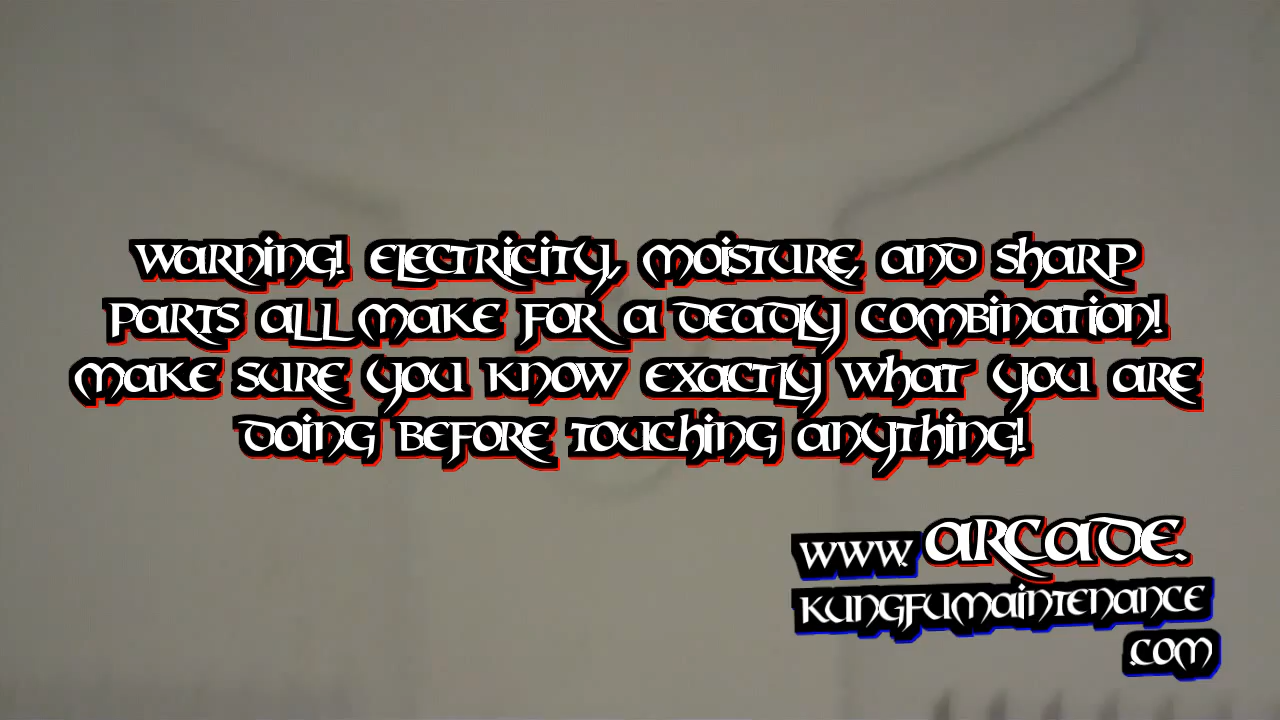 Warning! Electricity, moisture, and sharp
parts all make for a deadly combination!
Make sure you know exactly what you are
doing before touching anything!
www.arcade.
kungfumaintenance
.com